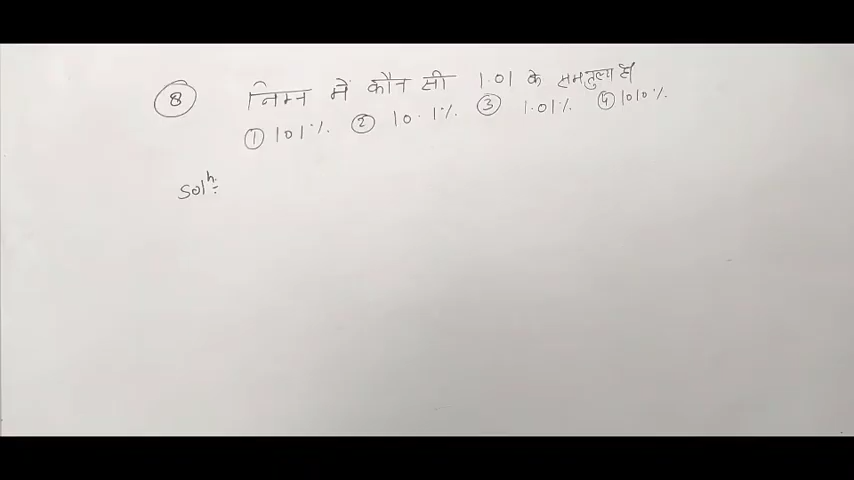 8 निम्न में कौन सी 1.01 के समतुल्य है
① 101% ② 10.1% ③ 1.01% ④ 1010%
Solⁿ: